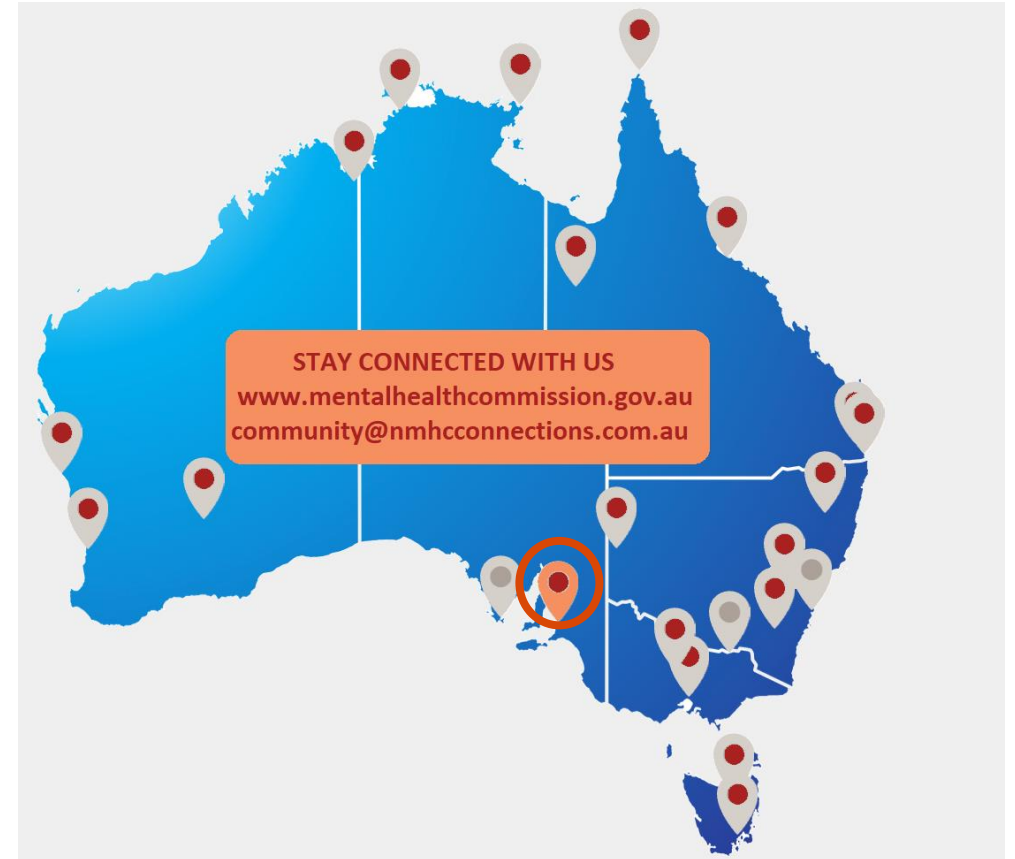 STAY CONNECTED WITH US
www.mentalhealthcommission.gov.au
community@nmhcconnections.com.au